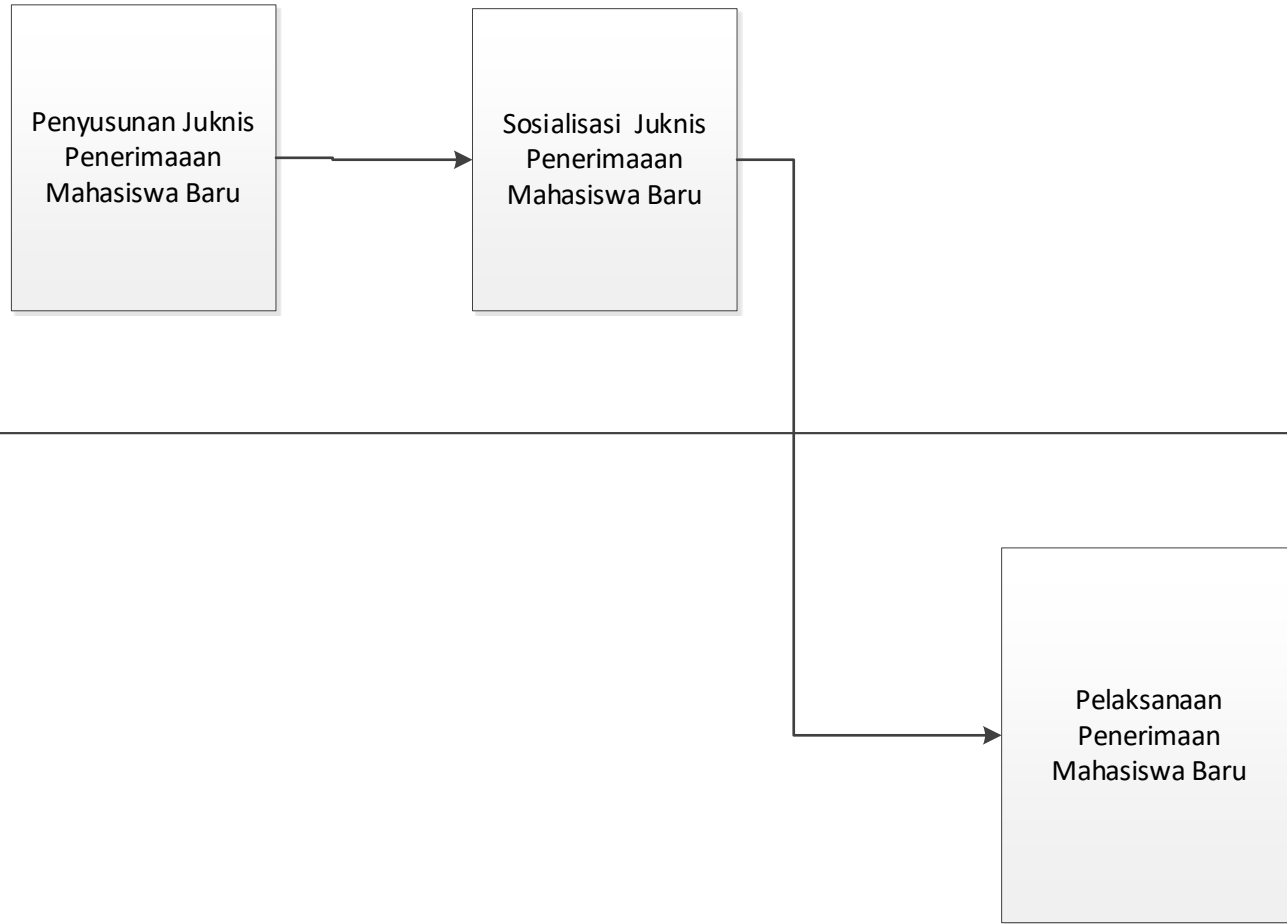 Penyusunan Juknis
Penerimaaan
Mahasiswa Baru
Sosialisasi  Juknis
Penerimaaan
Mahasiswa Baru
Pelaksanaan
Penerimaan
Mahasiswa Baru